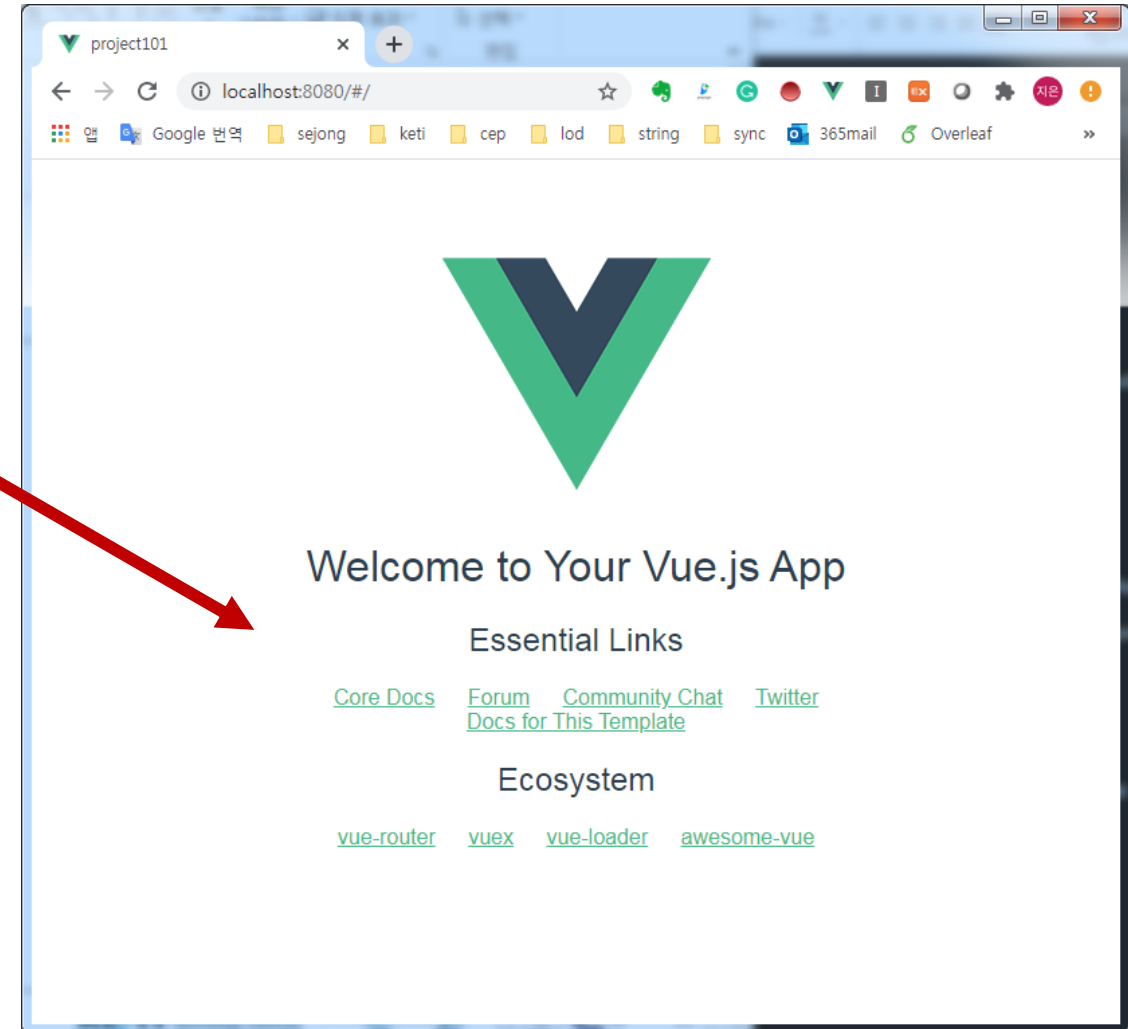 project101
localhost:8080/#/
지은
앱 Google 번역 sejong keti cep lod string sync 365mail Overleaf »
Welcome to Your Vue.js App
Essential Links
Core Docs Forum Community Chat Twitter
Docs for This Template
Ecosystem
vue-router vuex vue-loader awesome-vue